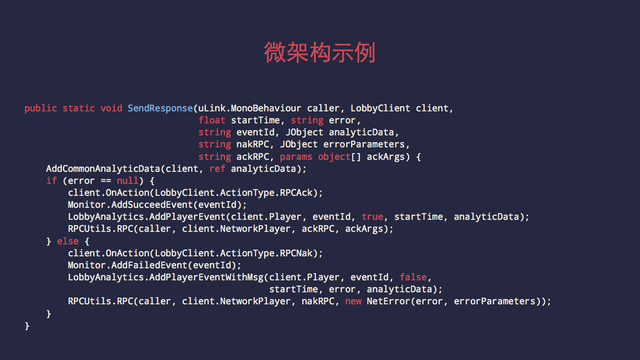 微架构示例
public static void SendResponse(uLink.MonoBehaviour caller, LobbyClient client,
float startTime, string error,
string eventId, JObject analyticData,
string nakRPC, JObject errorParameters,
string ackRPC, params object[] ackArgs) {
AddCommonAnalyticData(client, ref analyticData);
if (error == null) {
client.OnAction(LobbyClient.ActionType.RPCAck);
Monitor.AddSucceedEvent(eventId);
LobbyAnalytics.AddPlayerEvent(client.Player, eventId, true, startTime, analyticData);
RPCUtils.RPC(caller, client.NetworkPlayer, ackRPC, ackArgs);
} else {
client.OnAction(LobbyClient.ActionType.RPCNak);
Monitor.AddFailedEvent(eventId);
LobbyAnalytics.AddPlayerEventWithMsg(client.Player, eventId, false,
startTime, error, analyticData);
RPCUtils.RPC(caller, client.NetworkPlayer, nakRPC, new NetError(error, errorParameters));
}
}